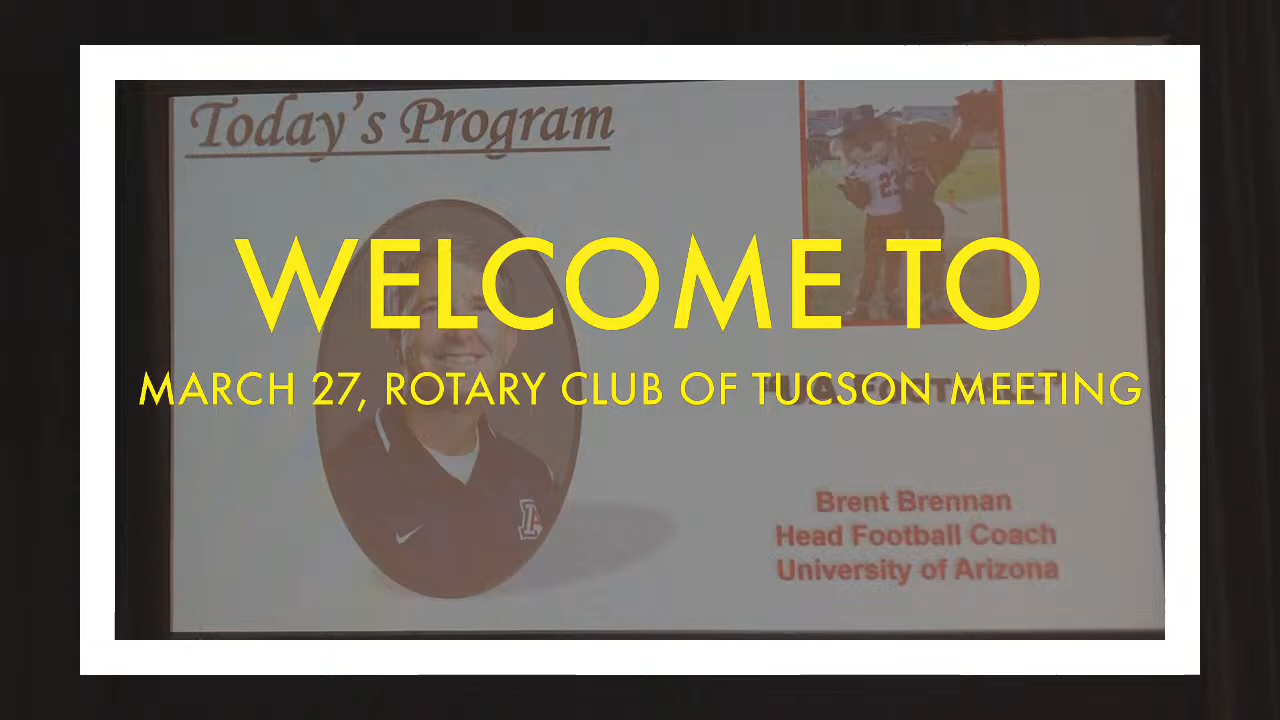 Today's Program
23
WELCOME TO
MARCH 27, ROTARY CLUB OF TUCSON MEETING
A
Brent Brennan
Head Football Coach
University of Arizona